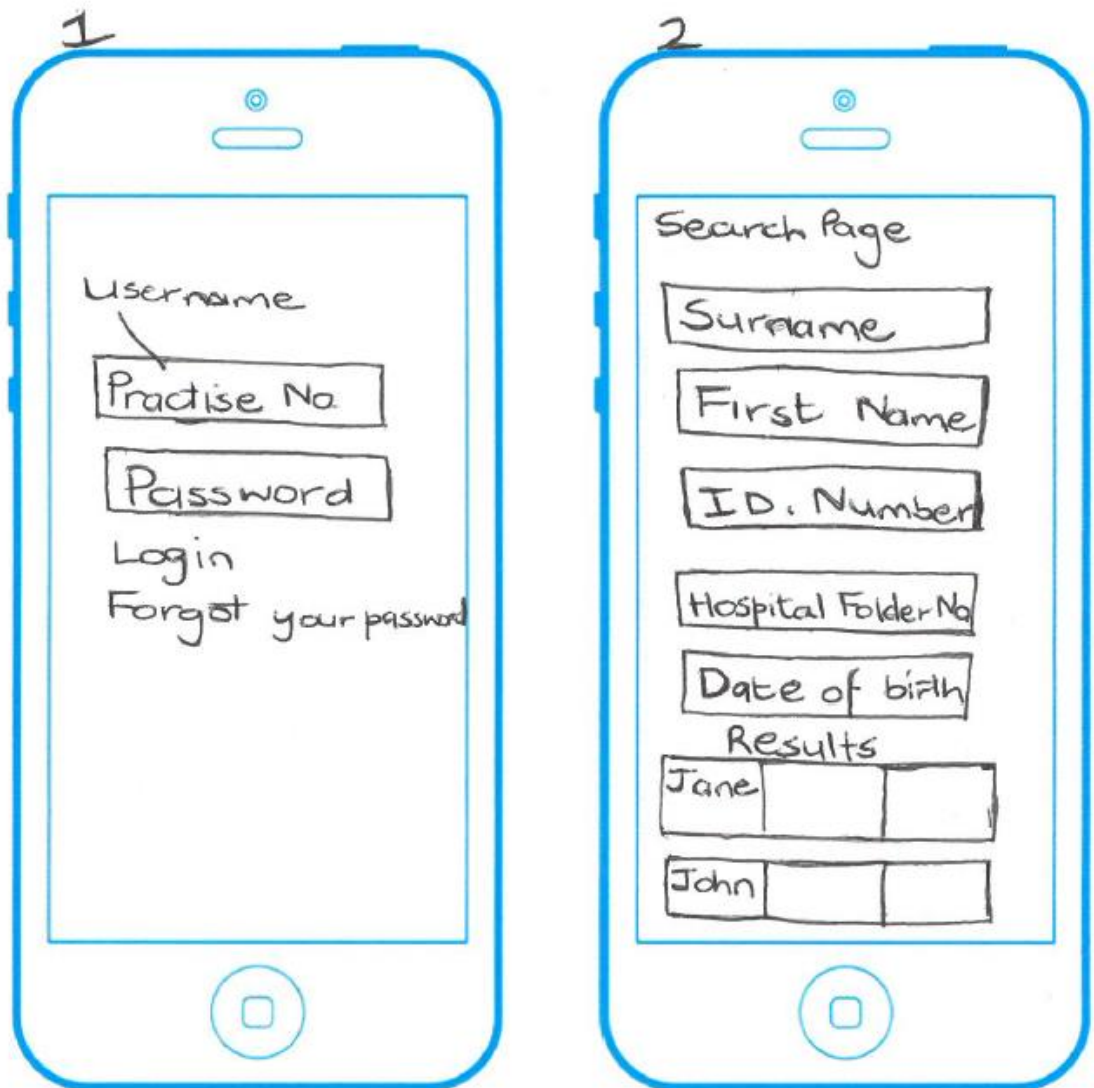 1
Username
Practise No.
Password
Login
Forgot your password
2
Search Page
Surname
First Name
ID. Number
Hospital Folder No
Date of birth
Results
Jane
John